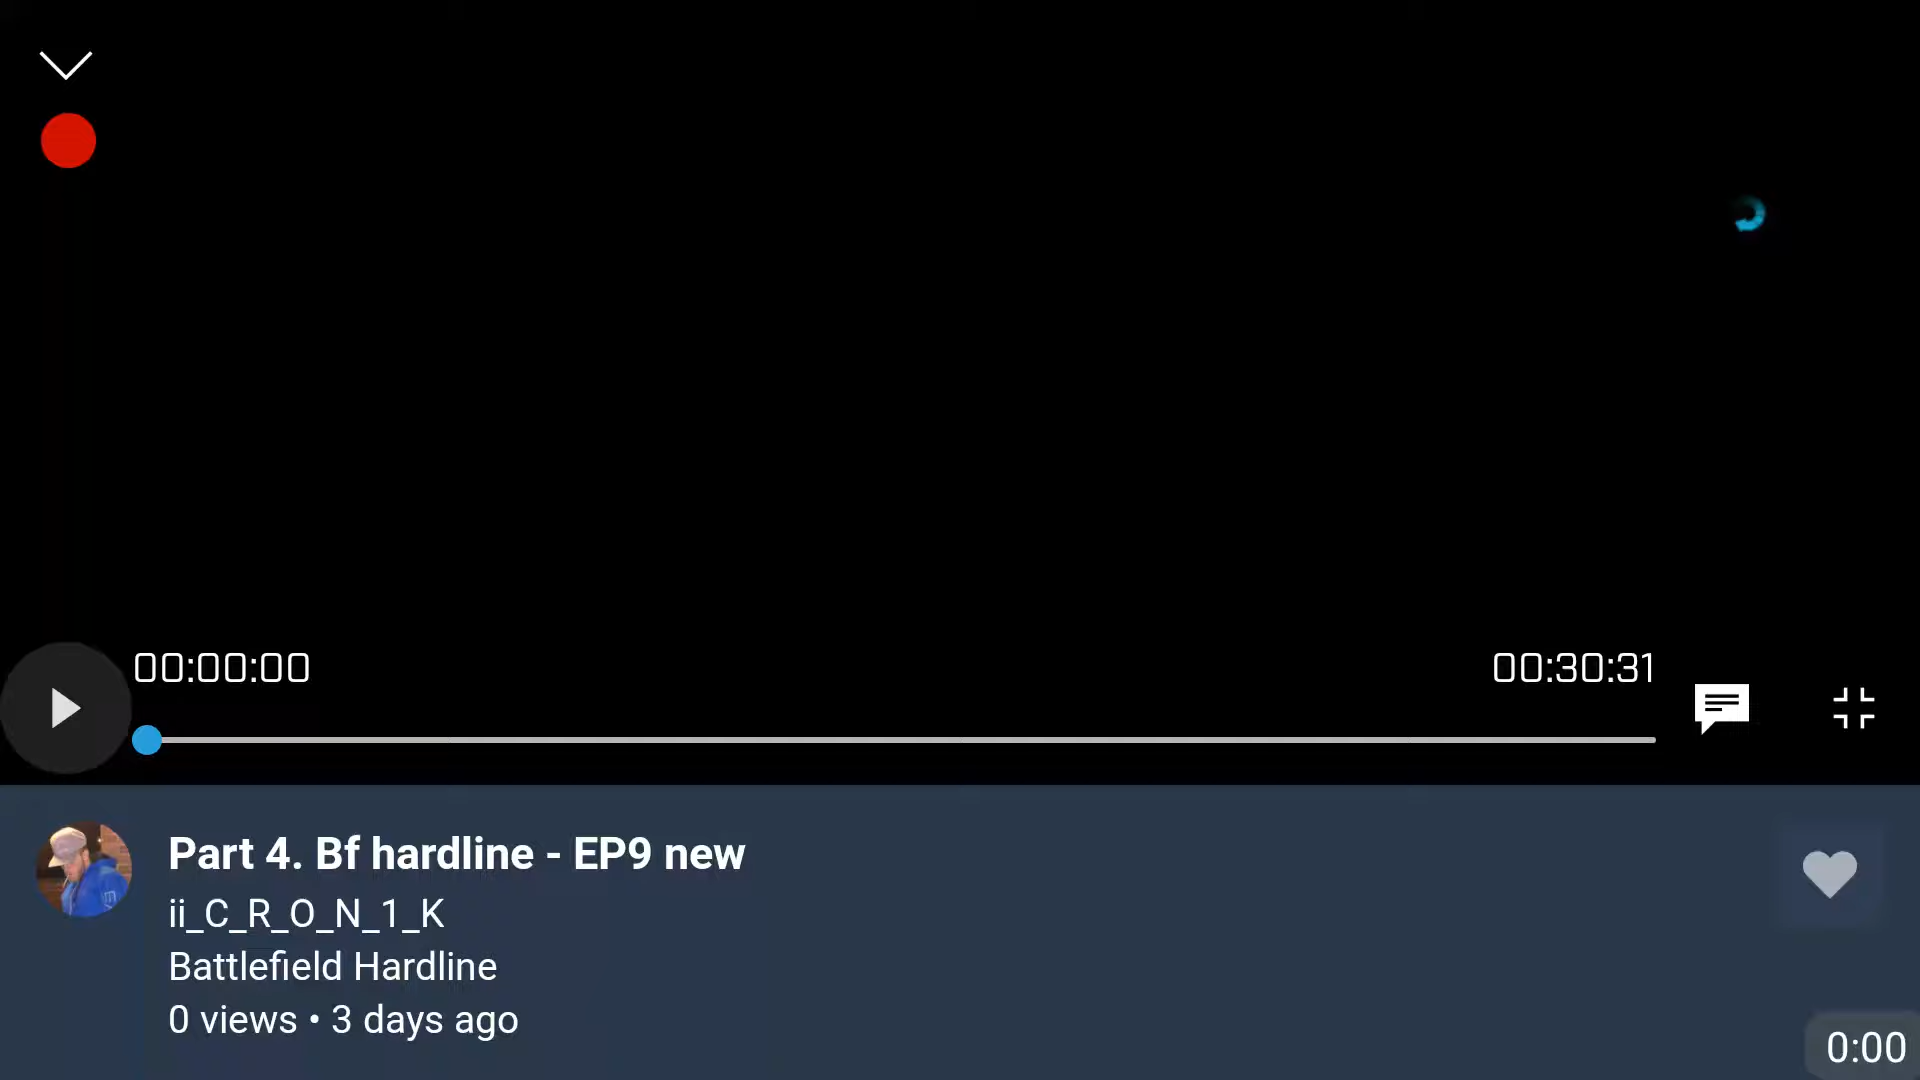 00:00:00
00:30:31
Part 4. Bf hardline - EP9 new
ii_C_R_O_N_1_K
Battlefield Hardline
0 views • 3 days ago
0:00